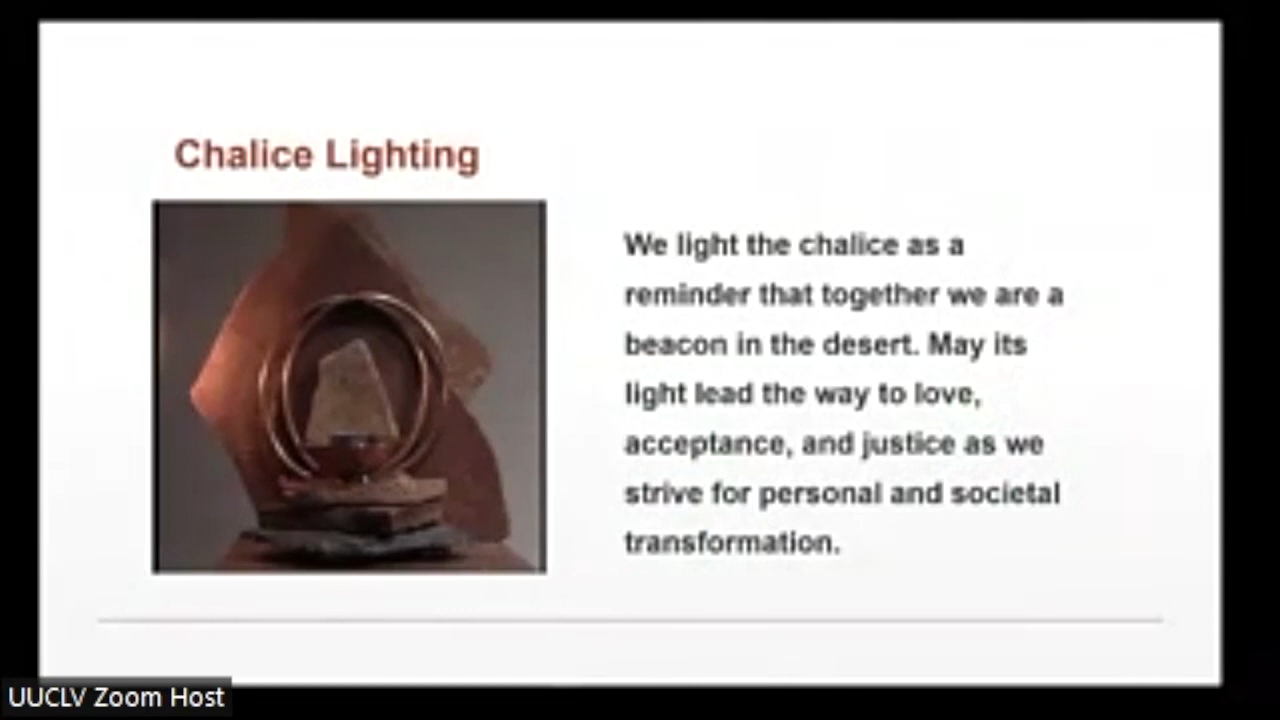 Chalice Lighting
We light the chalice as a
reminder that together we are a
beacon in the desert. May its
light lead the way to love,
acceptance, and justice as we
strive for personal and societal
transformation.
UUCLV Zoom Host